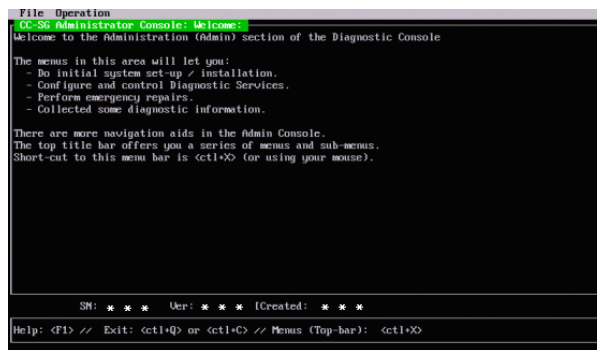 File Operation
CC-SG Administrator Console: Welcome:
Welcome to the Administration (Admin) section of the Diagnostic Console
The menus in this area will let you:
- Do initial system set-up / installation.
- Configure and control Diagnostic Services.
- Perform emergency repairs.
- Collected some diagnostic information.
There are more navigation aids in the Admin Console.
The top title bar offers you a series of menus and sub-menus.
Short-cut to this menu bar is <ctl+X> (or using your mouse).
SN: * * * Ver: * * * [Created: * * *
Help: <F1> // Exit: <ctl+Q> or <ctl+C> // Menus (Top-bar): <ctl+X>